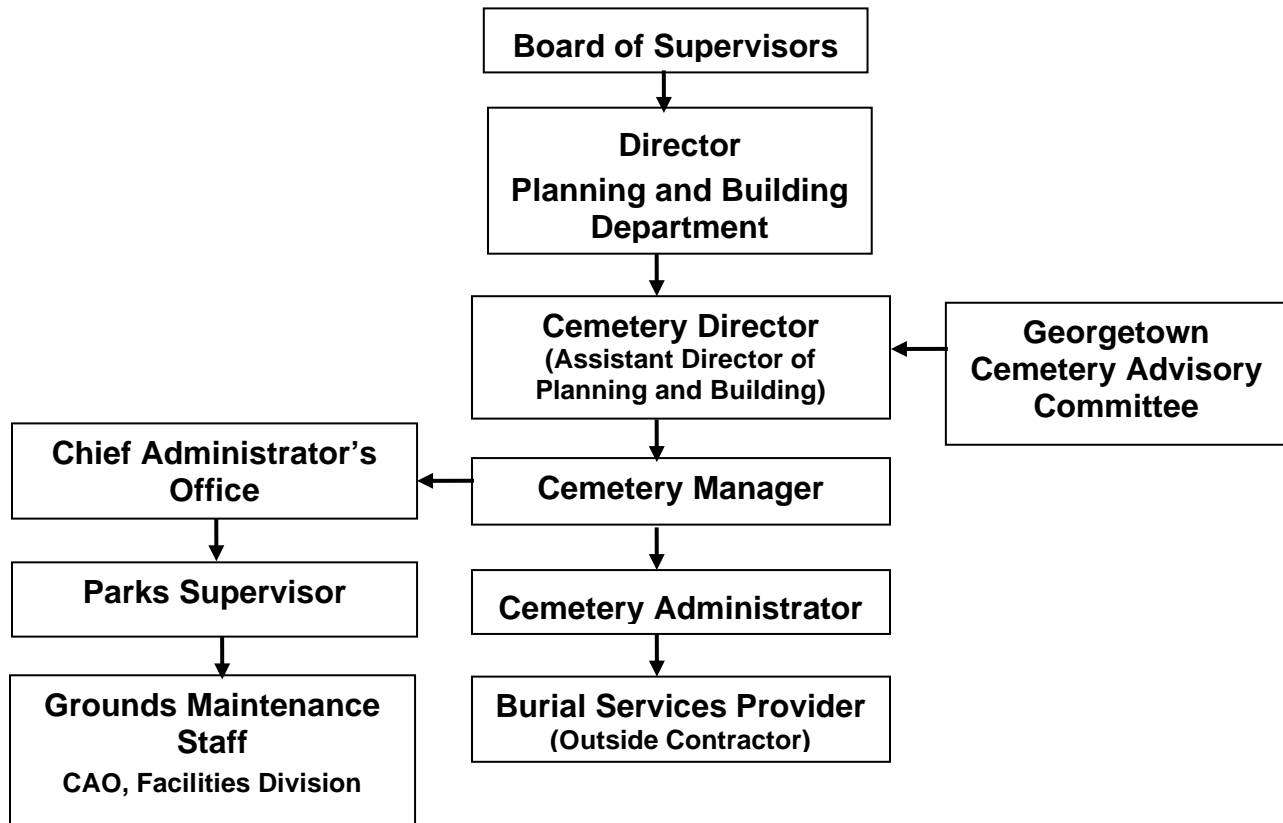 Board of Supervisors
Director
Planning and Building
Department
Cemetery Director
(Assistant Director of
Planning and Building)
Georgetown
Cemetery Advisory
Committee
Chief Administrator’s
Office
Cemetery Manager
Parks Supervisor
Cemetery Administrator
Grounds Maintenance
Staff
CAO, Facilities Division
Burial Services Provider
(Outside Contractor)